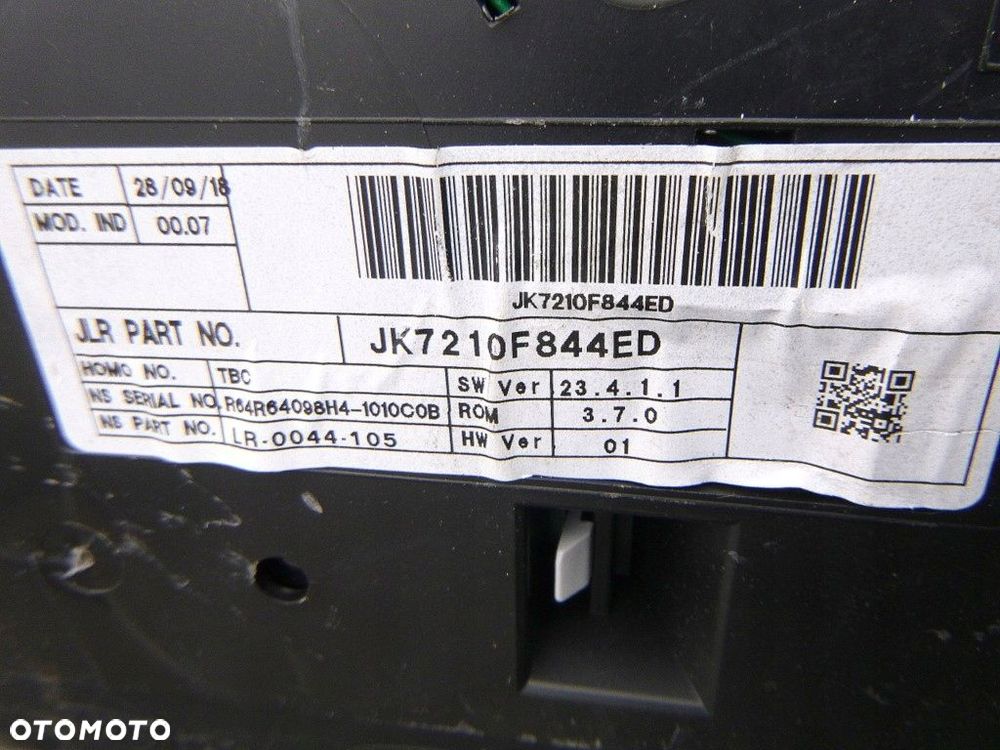 DATE 28/09/18
MOD. IND 00.07
JK7210F844ED
JLR PART NO. JK7210F844ED
HOMO NO. TBC SW Ver 23.4.1.1
NS SERIAL NO. R64R64098H4-1010C0B ROM 3.7.0
NS PART NO. LR-0044-105 HW Ver 01
OTOMOTO